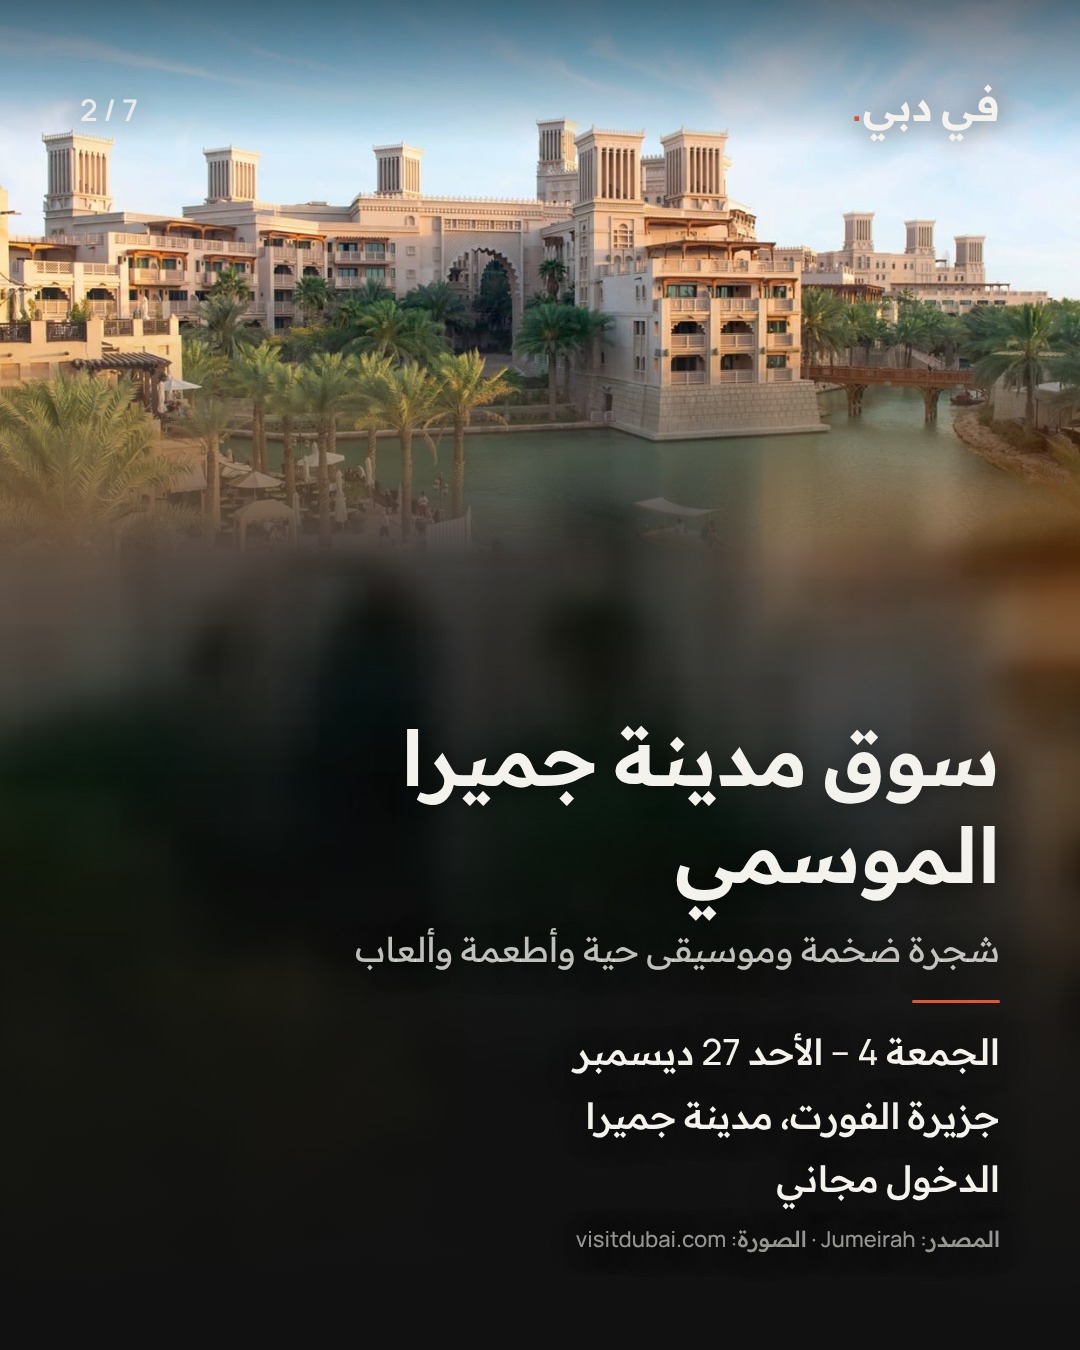 في دبي.
2 / 7
سوق مدينة جميرا
الموسمي
شجرة ضخمة وموسيقى حية وأطعمة وألعاب
الجمعة 4 – الأحد 27 ديسمبر
جزيرة الفورت، مدينة جميرا
الدخول مجاني
المصدر: Jumeirah · الصورة: visitdubai.com